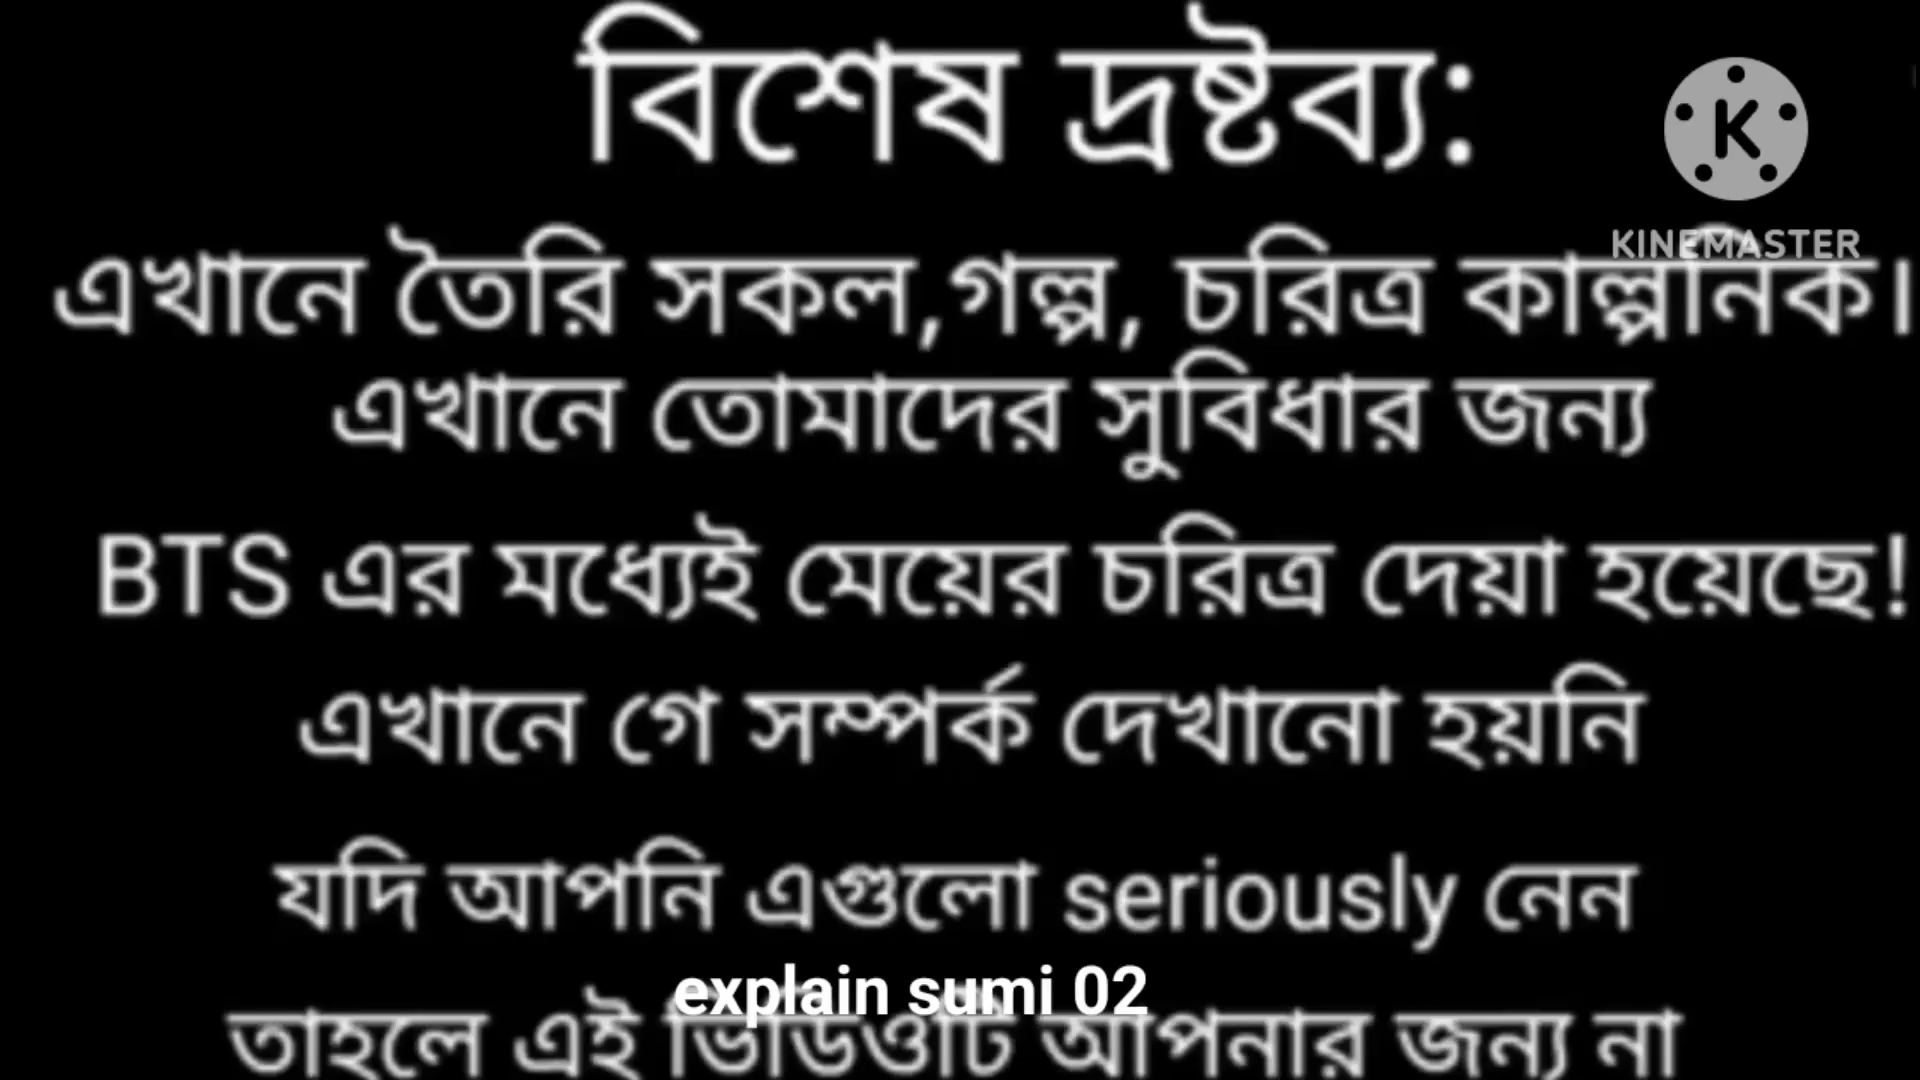 বিশেষ দ্রষ্টব্য:
KINEMASTER
এখানে তৈরি সকল,গল্প, চরিত্র কাল্পনিক।
এখানে তোমাদের সুবিধার জন্য
BTS এর মধ্যেই মেয়ের চরিত্র দেয়া হয়েছে!
এখানে গে সম্পর্ক দেখানো হয়নি
যদি আপনি এগুলো seriously নেন
explain sumi 02
তাহলে এই ভিডিওটি আপনার জন্য না